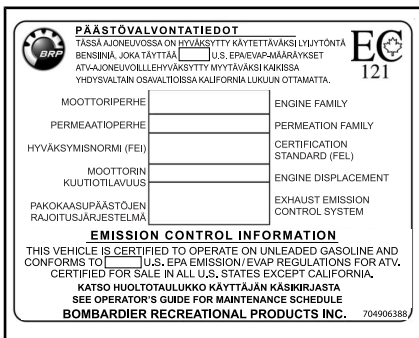 PÄÄSTÖVALVONTATIEDOT
TÄSSÄ AJONEUVOSSA ON HYVÄKSYTTY KÄYTETTÄVÄKSI LYIJYTÖNTÄ
BENSIINIÄ, JOKA TÄYTTÄÄ U.S. EPA/EVAP-MÄÄRÄYKSET
ATV-AJONEUVOILLLEHYVÄKSYTTY MYYTÄVÄKSI KAIKISSA
YHDYSVALTAIN OSAVALTIOISSA KALIFORNIA LUKUUN OTTAMATTA.
BRP
EC
121
MOOTTORIPERHE ENGINE FAMILY
PERMEAATIOPERHE PERMEATION FAMILY
HYVÄKSYMISNORMI (FEI) CERTIFICATION
STANDARD (FEL)
MOOTTORIN
KUUTIOTILAVUUS ENGINE DISPLACEMENT
PAKOKAASUPÄÄSTÖJEN
RAJOITUSJÄRJESTELMÄ EXHAUST EMISSION
CONTROL SYSTEM
EMISSION CONTROL INFORMATION
THIS VEHICLE IS CERTIFIED TO OPERATE ON UNLEADED GASOLINE AND
CONFORMS TO U.S. EPA EMISSION/EVAP REGULATIONS FOR ATV.
CERTIFIED FOR SALE IN ALL U.S. STATES EXCEPT CALIFORNIA.
KATSO HUOLTOTAULUKKO KÄYTTÄJÄN KÄSIKIRJASTA
SEE OPERATOR'S GUIDE FOR MAINTENANCE SCHEDULE
BOMBARDIER RECREATIONAL PRODUCTS INC. 704906388